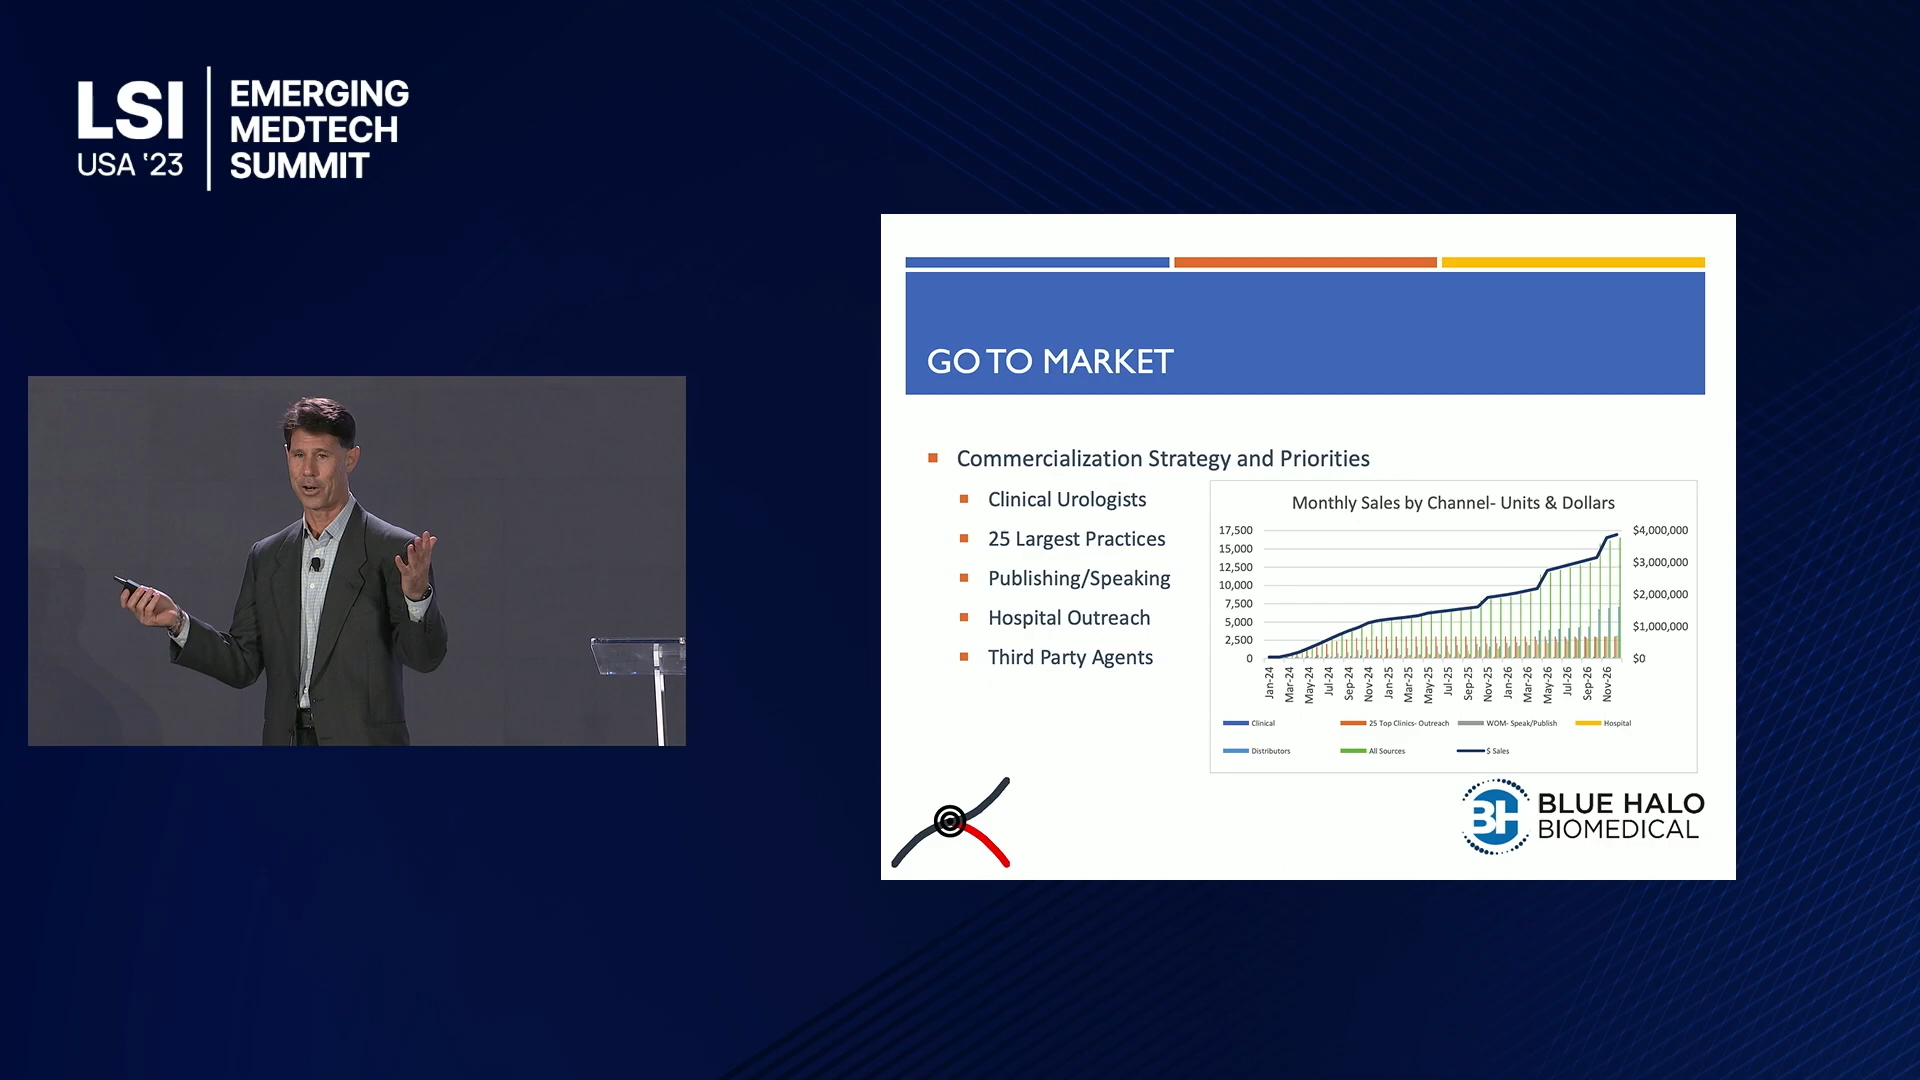 LSI
USA '23
EMERGING
MEDTECH
SUMMIT
GO TO MARKET
Commercialization Strategy and Priorities
Clinical Urologists
25 Largest Practices
Publishing/Speaking
Hospital Outreach
Third Party Agents
Monthly Sales by Channel- Units & Dollars
17,500
15,000
12,500
10,000
7,500
5,000
2,500
0
$4,000,000
$3,000,000
$2,000,000
$1,000,000
$0
Jan-24
Mar-24
May-24
Jul-24
Sep-24
Nov-24
Jan-25
Mar-25
May-25
Jul-25
Sep-25
Nov-25
Jan-26
Mar-26
May-26
Jul-26
Sep-26
Nov-26
Clinical
25 Top Clinics- Outreach
WOM- Speak/Publish
Hospital
Distributors
All Sources
$ Sales
BH
BLUE HALO
BIOMEDICAL